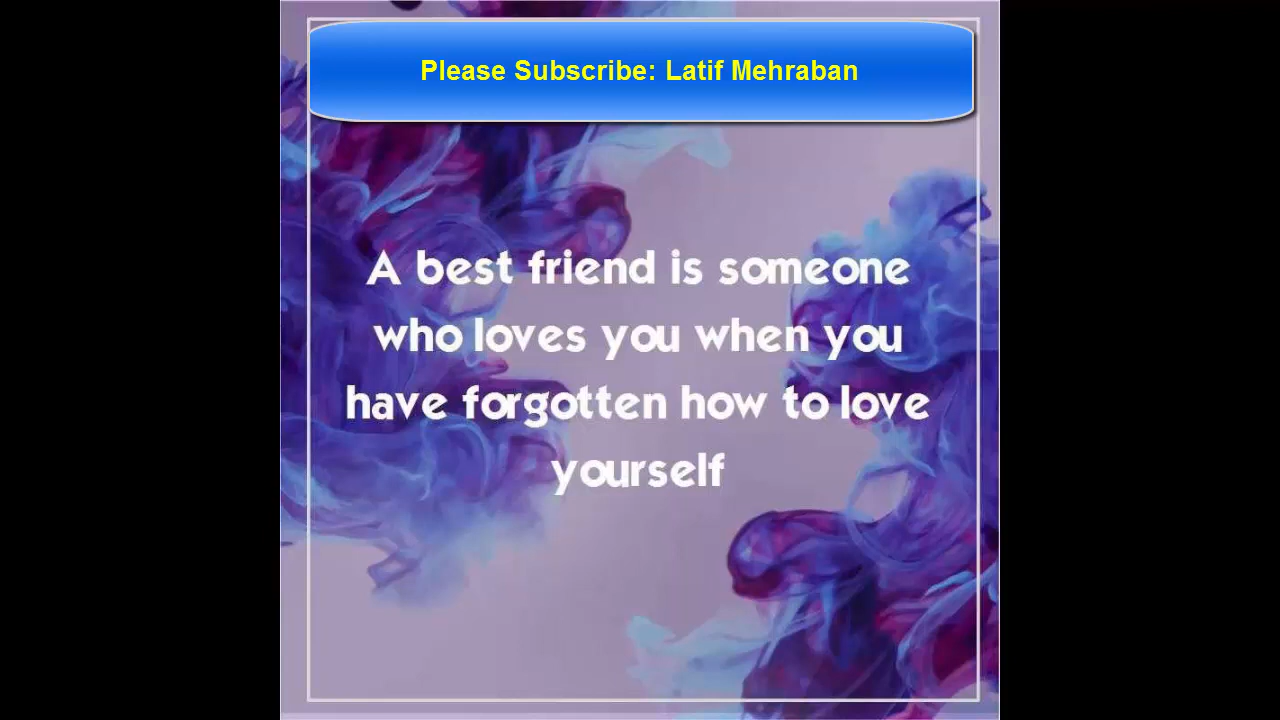 Please Subscribe: Latif Mehraban
A best friend is someone
who loves you when you
have forgotten how to love
yourself